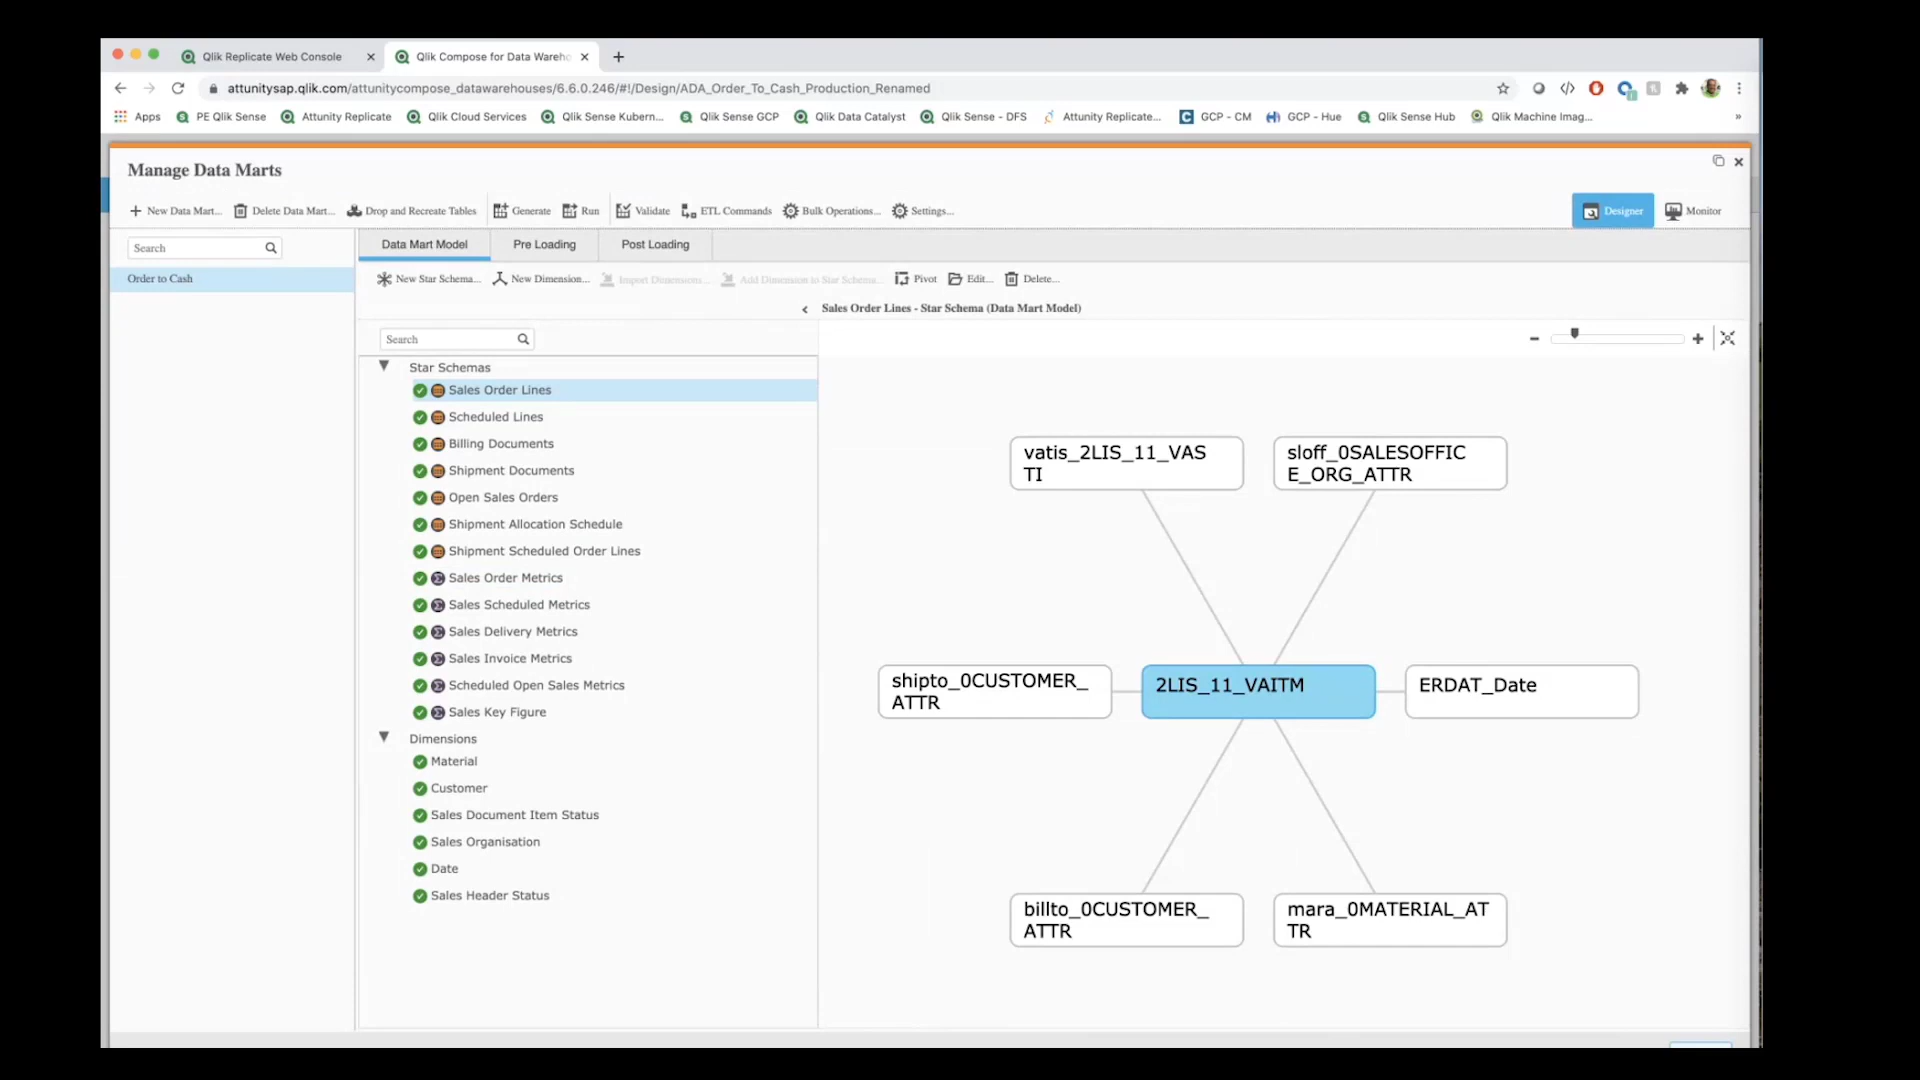 Qlik Replicate Web Console
Qlik Compose for Data Wareho
attunitysap.qlik.com/attunitycompose_datawarehouses/6.6.0.246/#!/Design/ADA_Order_To_Cash_Production_Renamed
Apps PE Qlik Sense Attunity Replicate Qlik Cloud Services Qlik Sense Kubern... Qlik Sense GCP Qlik Data Catalyst Qlik Sense - DFS Attunity Replicate... GCP - CM GCP - Hue Qlik Sense Hub Qlik Machine Imag... »
Manage Data Marts
New Data Mart... Delete Data Mart... Drop and Recreate Tables Generate Run Validate ETL Commands Bulk Operations... Settings... Designer Monitor
Search
Order to Cash
Data Mart Model Pre Loading Post Loading
New Star Schema... New Dimension... Import Dimensions... Add Dimension to Star Schema... Pivot Edit... Delete...
Sales Order Lines - Star Schema (Data Mart Model)
Search
Star Schemas
Sales Order Lines
Scheduled Lines
Billing Documents
Shipment Documents
Open Sales Orders
Shipment Allocation Schedule
Shipment Scheduled Order Lines
Sales Order Metrics
Sales Scheduled Metrics
Sales Delivery Metrics
Sales Invoice Metrics
Scheduled Open Sales Metrics
Sales Key Figure
Dimensions
Material
Customer
Sales Document Item Status
Sales Organisation
Date
Sales Header Status
vatis_2LIS_11_VAS
TI
sloff_0SALESOFFIC
E_ORG_ATTR
shipto_0CUSTOMER_
ATTR
2LIS_11_VAITM
ERDAT_Date
billto_0CUSTOMER_
ATTR
mara_0MATERIAL_AT
TR